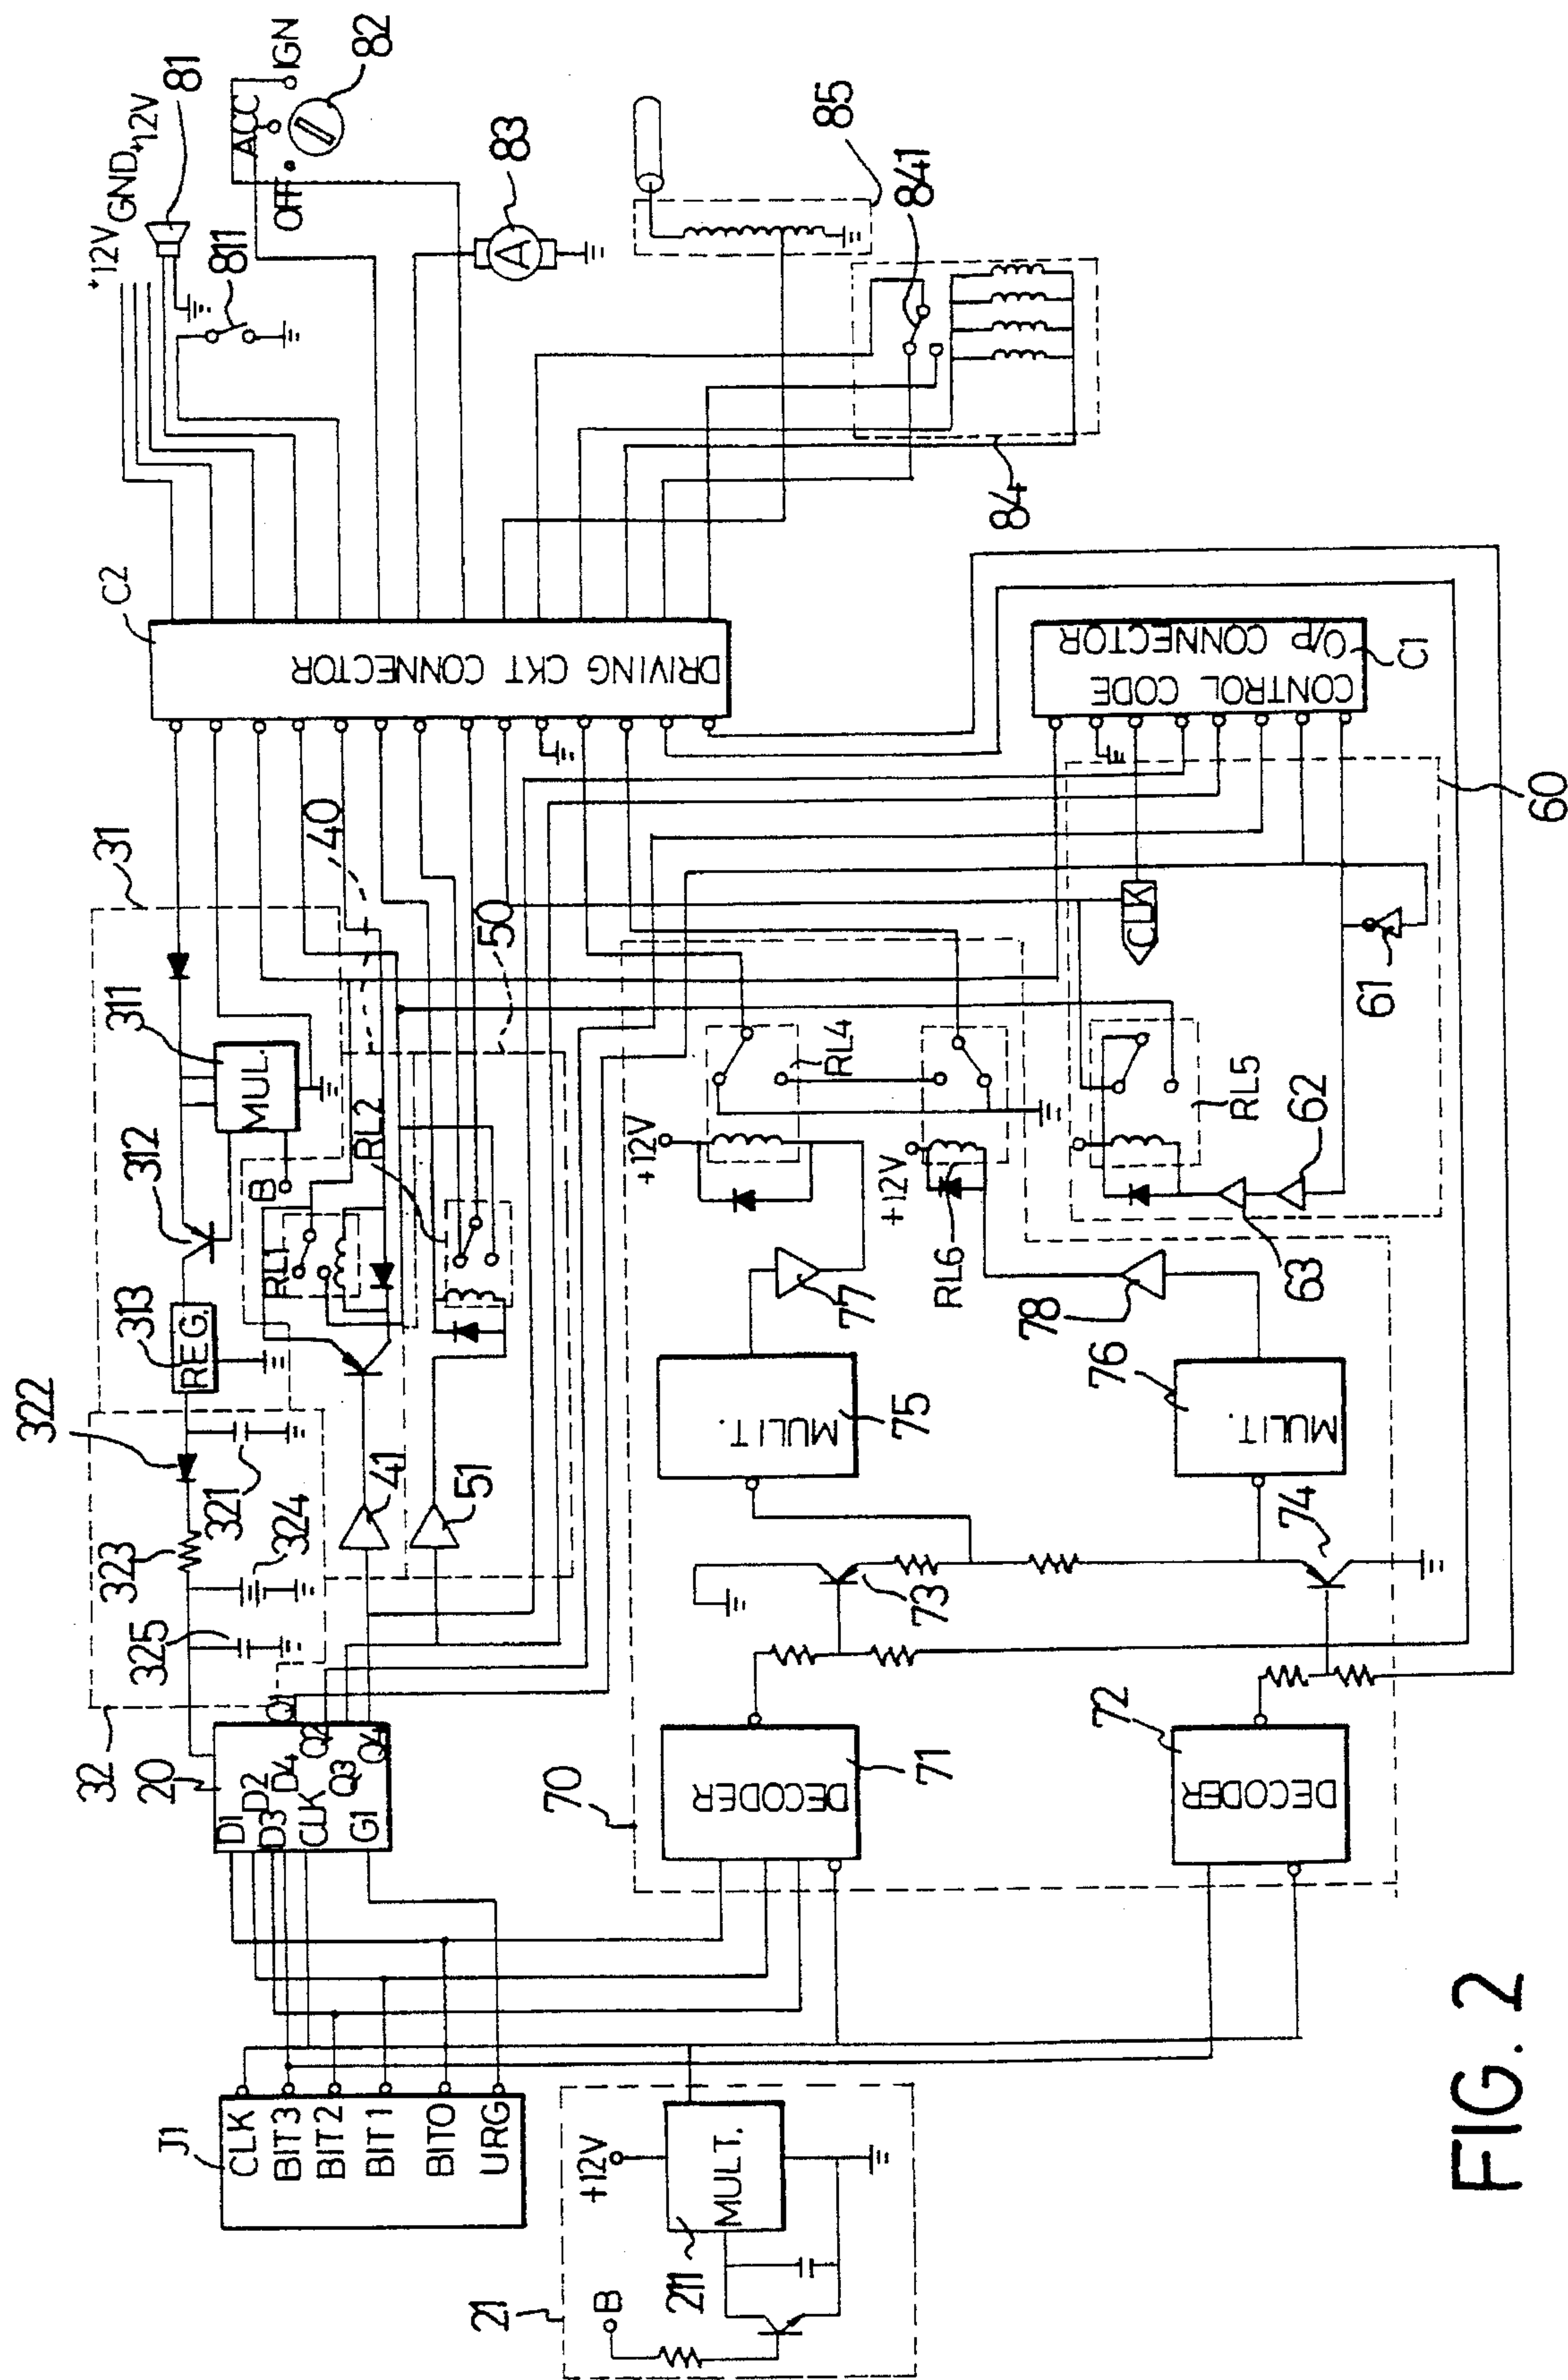 J1
CLK
BIT3
BIT2
BIT1
BIT0
URG
21
B
+12V
211
MULT.
32
20
D1
D2
D3
D4
CLK
G1
Q1
Q2
Q3
Q4
325
323
324
321
322
313
REG.
312
311
MUL.
31
B
RL1
RL2
40
50
41
51
70
71
DECODER
72
DECODER
73
74
75
MULIT.
76
MULIT.
77
78
+12V
RL4
+12V
RL6
RL5
63
62
61
60
CLK
C2
DRIVING CKT CONNECTOR
CONTROL CODE
O/P CONNECTOR
C1
+12V
GND
+12V
81
811
OFF
ACC
IGN
82
83
A
85
841
84
FIG. 2